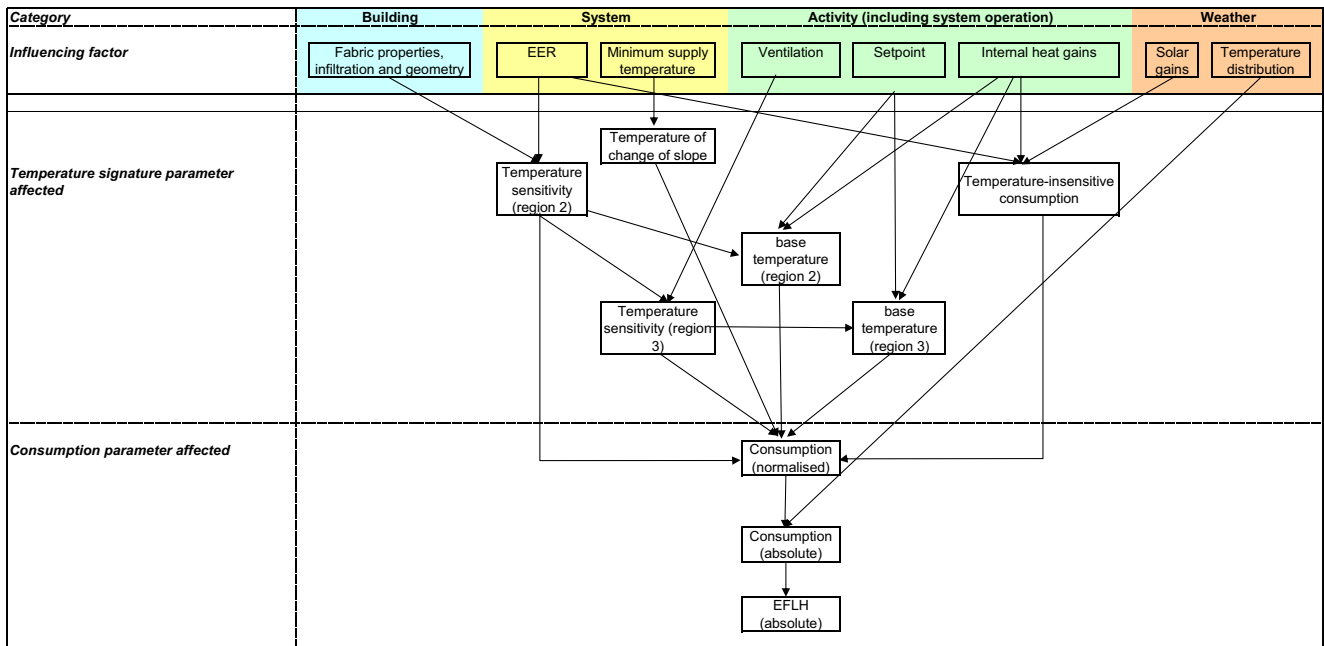 Category
Building
System
Activity (including system operation)
Weather
Influencing factor
Fabric properties,
infiltration and geometry
EER
Minimum supply
temperature
Ventilation
Setpoint
Internal heat gains
Solar
gains
Temperature
distribution
Temperature signature parameter
affected
Temperature of
change of slope
Temperature
sensitivity
(region 2)
Temperature-insensitive
consumption
base
temperature
(region 2)
Temperature
sensitivity (region
3)
base
temperature
(region 3)
Consumption parameter affected
Consumption
(normalised)
Consumption
(absolute)
EFLH
(absolute)